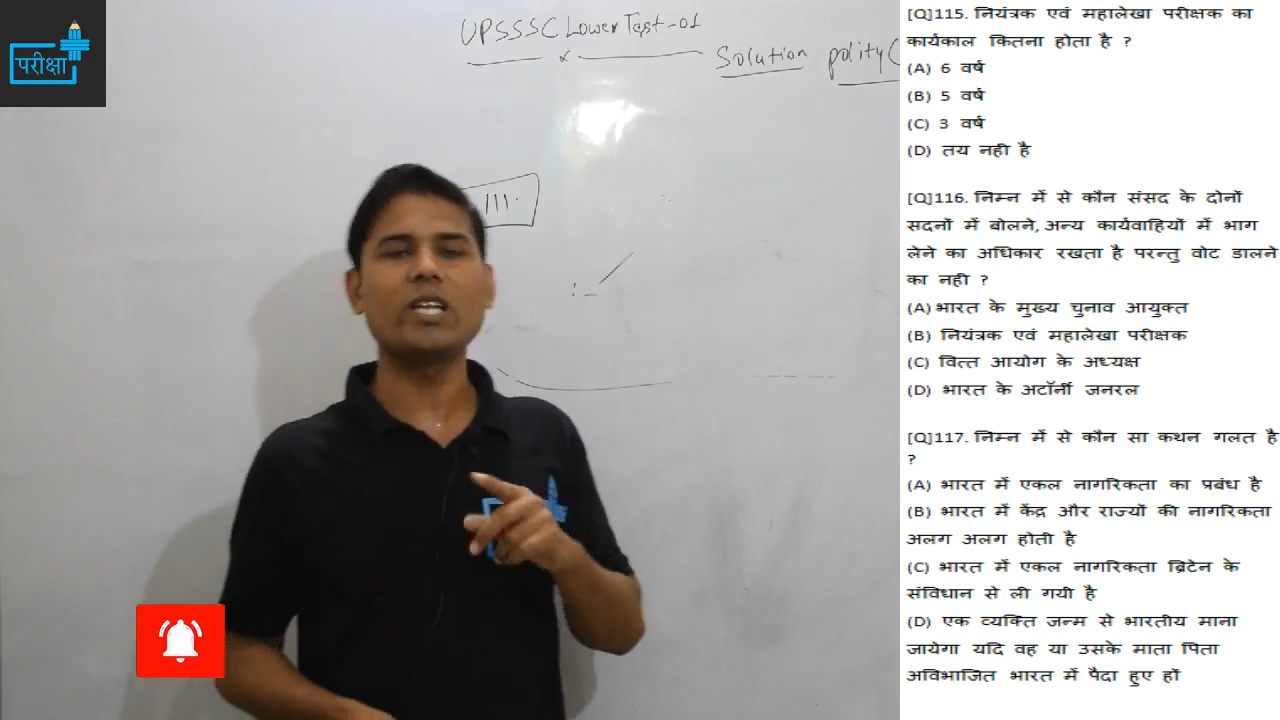 परीक्षा
UPSSSC Lower Test-01
Solution polity (
111.
[Q]115. नियंत्रक एवं महालेखा परीक्षक का
कार्यकाल कितना होता है ?
(A) 6 वर्ष
(B) 5 वर्ष
(C) 3 वर्ष
(D) तय नही है
[Q]116. निम्न में से कौन संसद के दोनों
सदनों में बोलने, अन्य कार्यवाहियों में भाग
लेने का अधिकार रखता है परन्तु वोट डालने
का नही ?
(A) भारत के मुख्य चुनाव आयुक्त
(B) नियंत्रक एवं महालेखा परीक्षक
(C) वित्त आयोग के अध्यक्ष
(D) भारत के अटॉर्नी जनरल
[Q]117. निम्न में से कौन सा कथन गलत है
?
(A) भारत में एकल नागरिकता का प्रबंध है
(B) भारत में केंद्र और राज्यों की नागरिकता
अलग अलग होती है
(C) भारत में एकल नागरिकता ब्रिटेन के
संविधान से ली गयी है
(D) एक व्यक्ति जन्म से भारतीय माना
जायेगा यदि वह या उसके माता पिता
अविभाजित भारत में पैदा हुए हों